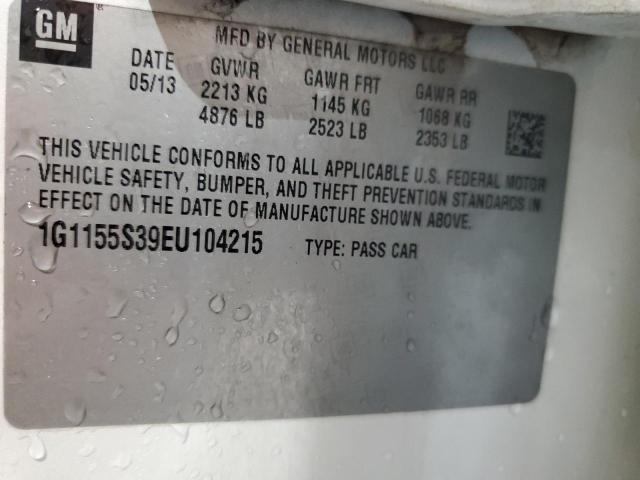 GM
MFD BY GENERAL MOTORS LLC
DATE GVWR GAWR FRT GAWR RR
05/13 2213 KG 1145 KG 1068 KG
4876 LB 2523 LB 2353 LB
THIS VEHICLE CONFORMS TO ALL APPLICABLE U.S. FEDERAL MOTOR
VEHICLE SAFETY, BUMPER, AND THEFT PREVENTION STANDARDS IN
EFFECT ON THE DATE OF MANUFACTURE SHOWN ABOVE.
1G1155S39EU104215 TYPE: PASS CAR